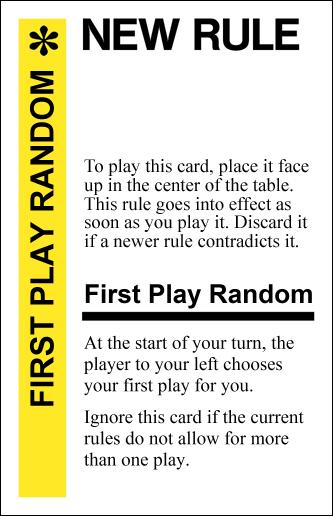 FIRST PLAY RANDOM *
NEW RULE
To play this card, place it face
up in the center of the table.
This rule goes into effect as
soon as you play it. Discard it
if a newer rule contradicts it.
First Play Random
At the start of your turn, the
player to your left chooses
your first play for you.
Ignore this card if the current
rules do not allow for more
than one play.